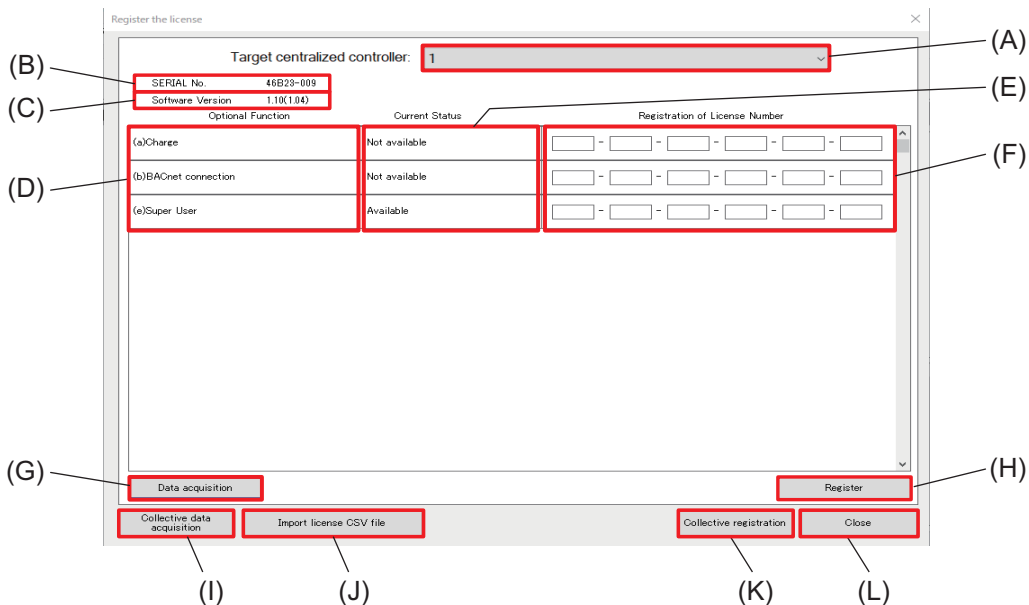 Register the license
Target centralized controller: 1
(A)
(B)
SERIAL No. 46B23-009
(C)
Software Version 1.10(1.04)
(E)
Optional Function Current Status Registration of License Number
(a)Charge Not available - - - - -
(F)
(D)
(b)BACnet connection Not available - - - - -
(e)Super User Available - - - - -
(G)
Data acquisition Register
(H)
Collective data
acquisition
Import license CSV file Collective registration Close
(I) (J) (K) (L)